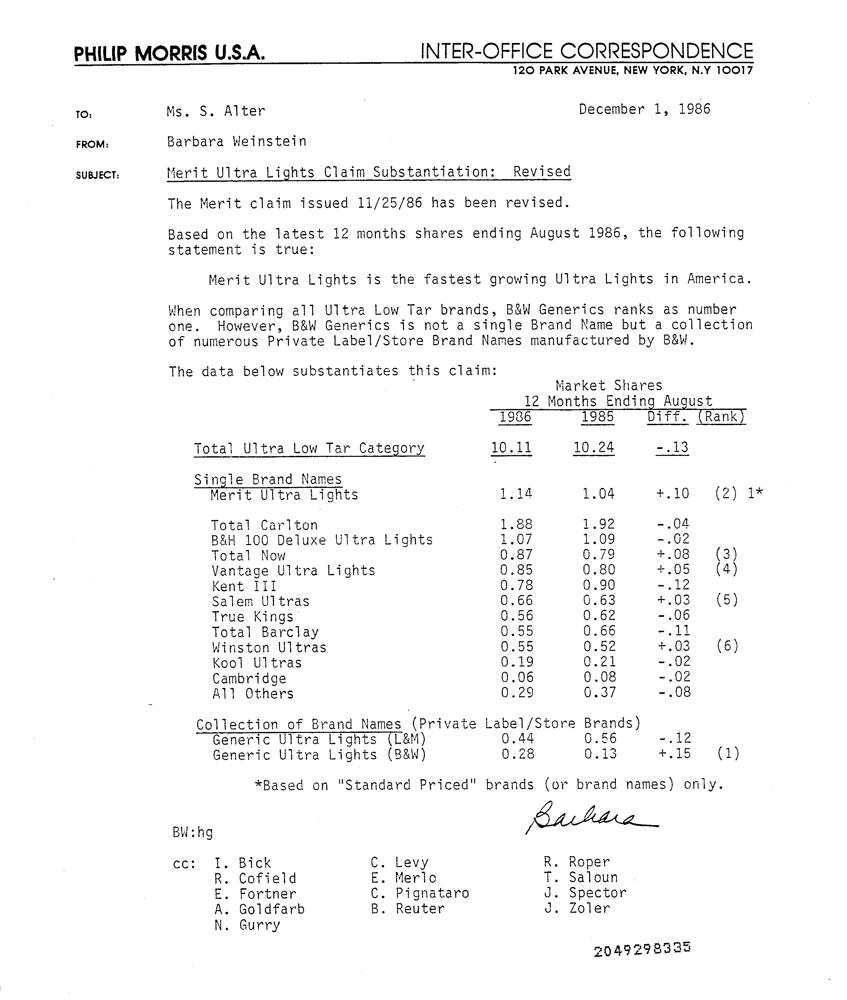 PHILIP MORRIS U.S.A. INTER-OFFICE CORRESPONDENCE
120 PARK AVENUE, NEW YORK, N.Y 10017
TO: Ms. S. Alter December 1, 1986
FROM: Barbara Weinstein
SUBJECT: Merit Ultra Lights Claim Substantiation: Revised
The Merit claim issued 11/25/86 has been revised.
Based on the latest 12 months shares ending August 1986, the following
statement is true:
Merit Ultra Lights is the fastest growing Ultra Lights in America.
When comparing all Ultra Low Tar brands, B&W Generics ranks as number
one. However, B&W Generics is not a single Brand Name but a collection
of numerous Private Label/Store Brand Names manufactured by B&W.
The data below substantiates this claim:
Market Shares
12 Months Ending August
1986 1985 Diff. (Rank)
Total Ultra Low Tar Category 10.11 10.24 -.13
Single Brand Names
Merit Ultra Lights 1.14 1.04 +.10 (2) 1*
Total Carlton 1.88 1.92 -.04
B&H 100 Deluxe Ultra Lights 1.07 1.09 -.02
Total Now 0.87 0.79 +.08 (3)
Vantage Ultra Lights 0.85 0.80 +.05 (4)
Kent III 0.78 0.90 -.12
Salem Ultras 0.66 0.63 +.03 (5)
True Kings 0.56 0.62 -.06
Total Barclay 0.55 0.66 -.11
Winston Ultras 0.55 0.52 +.03 (6)
Kool Ultras 0.19 0.21 -.02
Cambridge 0.06 0.08 -.02
All Others 0.29 0.37 -.08
Collection of Brand Names (Private Label/Store Brands)
Generic Ultra Lights (L&M) 0.44 0.56 -.12
Generic Ultra Lights (B&W) 0.28 0.13 +.15 (1)
*Based on "Standard Priced" brands (or brand names) only.
Barbara
BW:hg
cc: I. Bick C. Levy R. Roper
R. Cofield E. Merlo T. Saloun
E. Fortner C. Pignataro J. Spector
A. Goldfarb B. Reuter J. Zoler
N. Gurry
2049298335